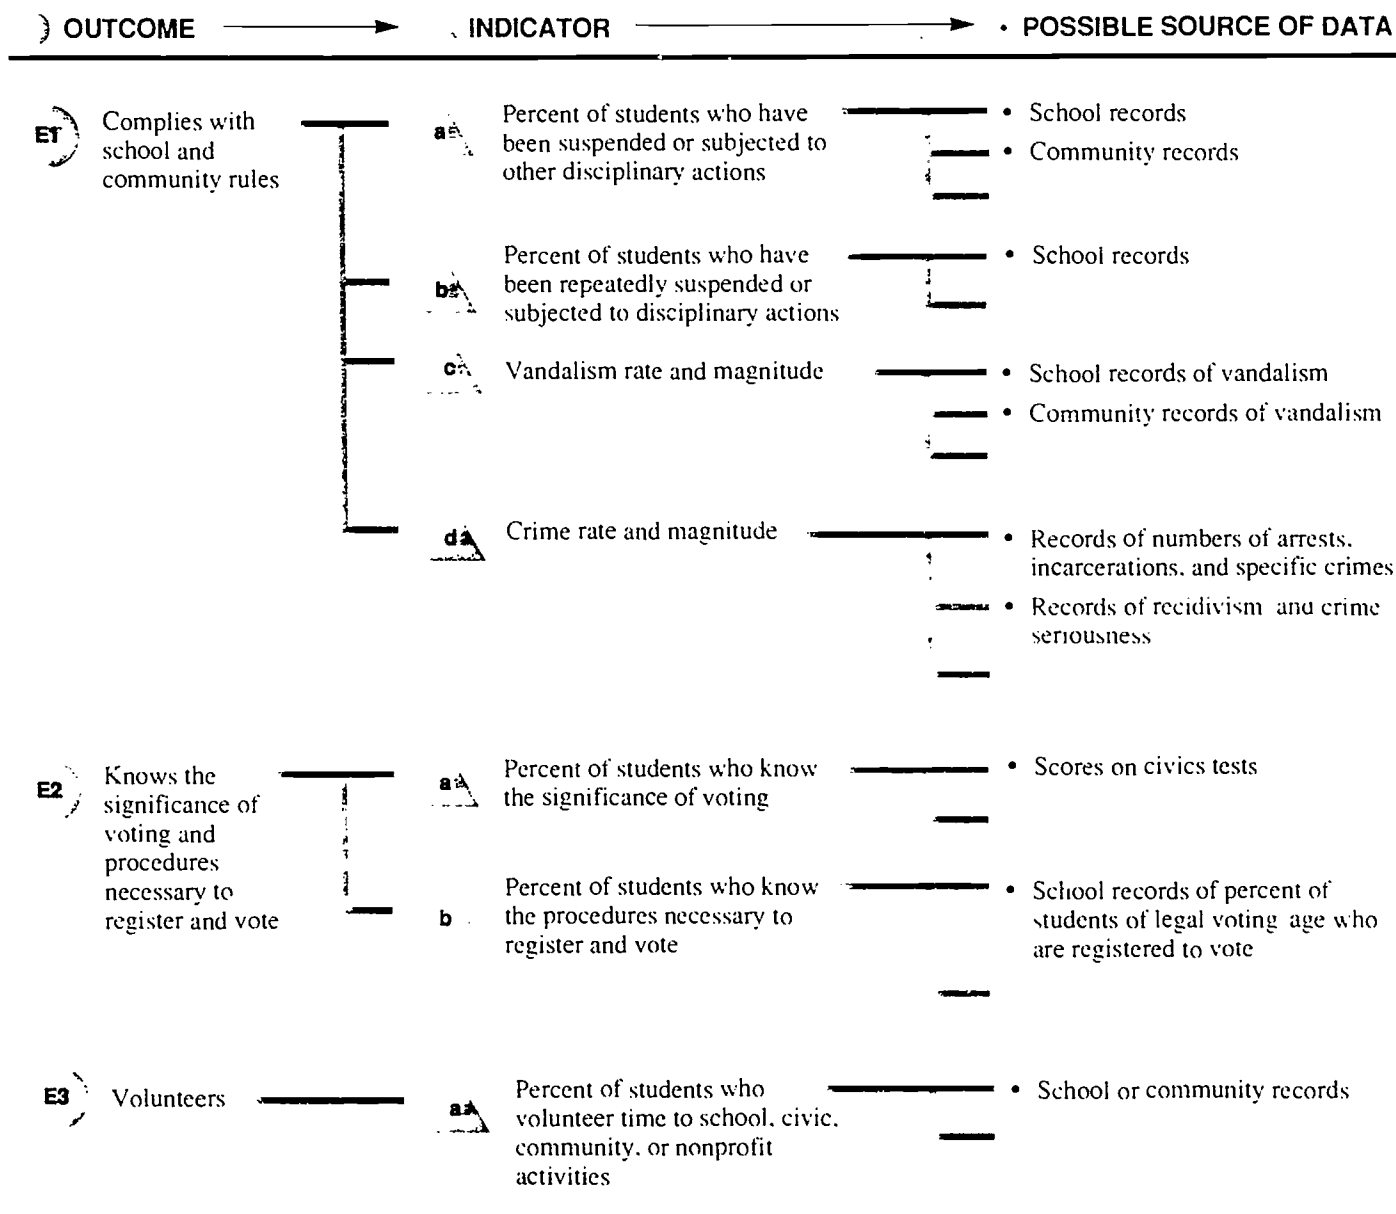 OUTCOME
INDICATOR
POSSIBLE SOURCE OF DATA
E1
Complies with
school and
community rules
a
Percent of students who have
been suspended or subjected to
other disciplinary actions
• School records
• Community records
b
Percent of students who have
been repeatedly suspended or
subjected to disciplinary actions
• School records
c
Vandalism rate and magnitude
• School records of vandalism
• Community records of vandalism
d
Crime rate and magnitude
• Records of numbers of arrests,
incarcerations, and specific crimes
• Records of recidivism and crime
seriousness
E2
Knows the
significance of
voting and
procedures
necessary to
register and vote
a
Percent of students who know
the significance of voting
• Scores on civics tests
b
Percent of students who know
the procedures necessary to
register and vote
• School records of percent of
students of legal voting age who
are registered to vote
E3
Volunteers
a
Percent of students who
volunteer time to school, civic,
community, or nonprofit
activities
• School or community records